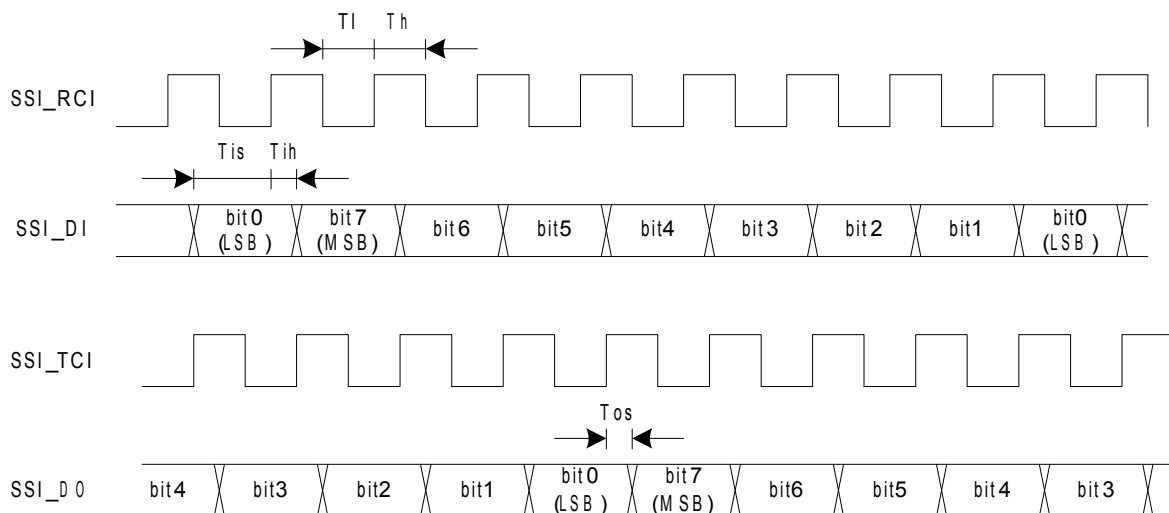 Tl Th
SSI_RCI
Tis Tih
SSI_DI
bit0 (LSB) bit7 (MSB) bit6 bit5 bit4 bit3 bit2 bit1 bit0 (LSB)
SSI_TCI
Tos
SSI_DO
bit4 bit3 bit2 bit1 bit0 (LSB) bit7 (MSB) bit6 bit5 bit4 bit3